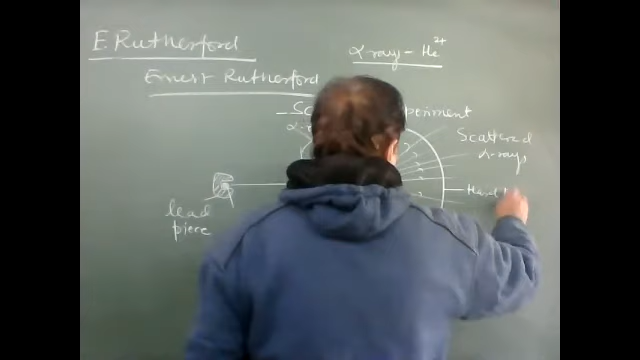 E. Rutherford
α ray - He²⁺
Ernest Rutherford
Scattered
α-rays
lead
piece